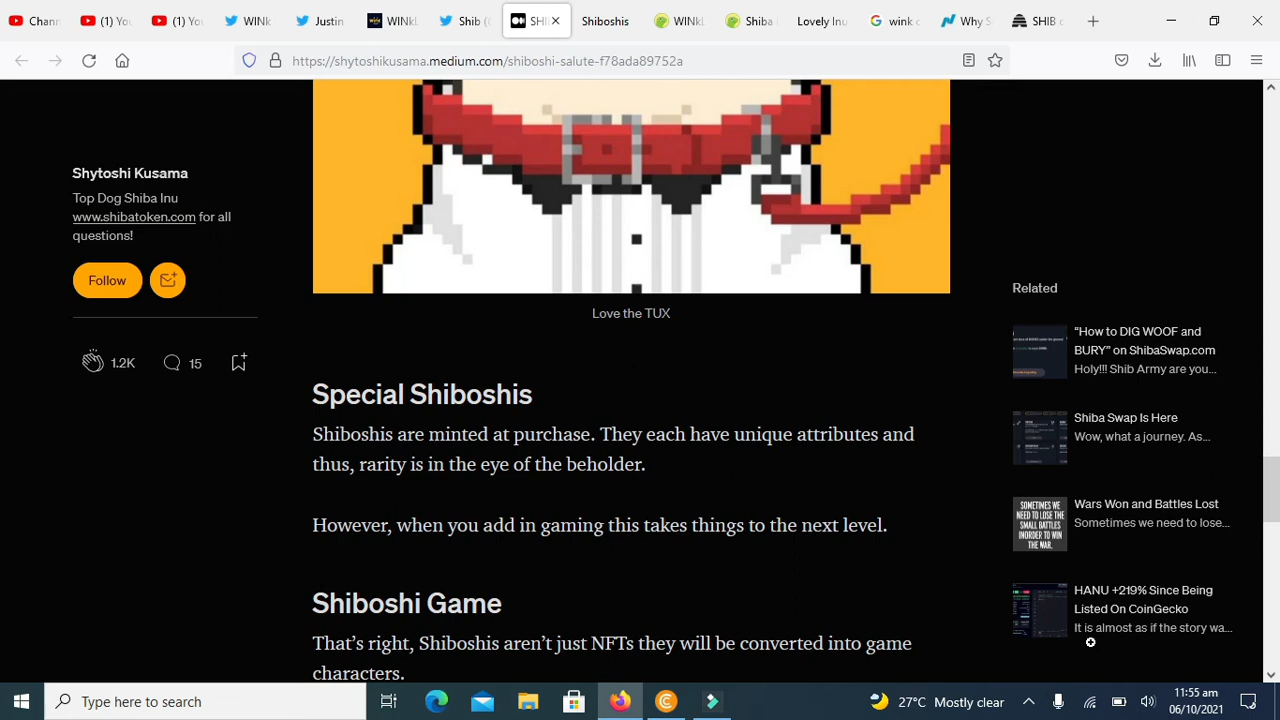 Chann
(1) You
(1) You
WINk
Justin
WINkL
Shib (
SHI
Shiboshis
WINkl
Shiba
Lovely Inu
wink c
Why S
SHIB c
https://shytoshikusama.medium.com/shiboshi-salute-f78ada89752a
Shytoshi Kusama
Top Dog Shiba Inu
www.shibatoken.com for all
questions!
Follow
1.2K
15
Love the TUX
Special Shiboshis
Shiboshis are minted at purchase. They each have unique attributes and
thus, rarity is in the eye of the beholder.
However, when you add in gaming this takes things to the next level.
Shiboshi Game
That's right, Shiboshis aren't just NFTs they will be converted into game
characters.
Related
"How to DIG WOOF and
BURY" on ShibaSwap.com
Holy!!! Shib Army are you...
Shiba Swap Is Here
Wow, what a journey. As...
SOMETIMES WE
NEED TO LOSE THE
SMALL BATTLES
INORDER TO WIN
THE WAR.
Wars Won and Battles Lost
Sometimes we need to lose...
HANU +219% Since Being
Listed On CoinGecko
It is almost as if the story wa...
Type here to search
27°C Mostly clear
11:55 am
06/10/2021